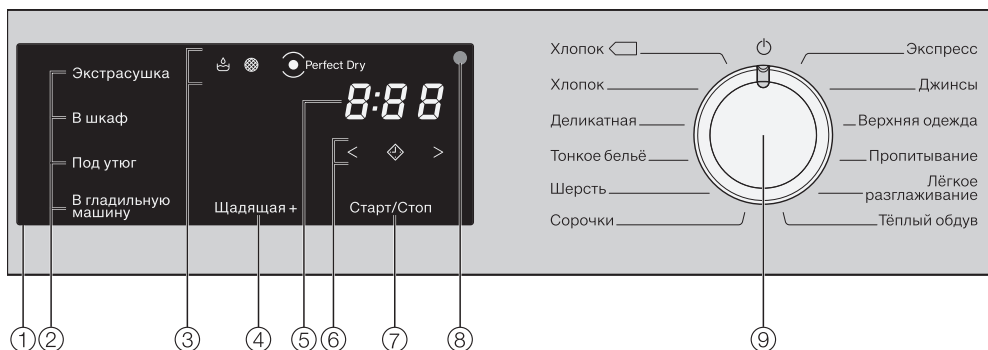 Экстрасушка
В шкаф
Под утюг
В гладильную
машину
Perfect Dry
8:88
< >
Щадящая +
Старт/Стоп
Хлопок
Хлопок
Деликатная
Тонкое бельё
Шерсть
Сорочки
Экспресс
Джинсы
Верхняя одежда
Пропитывание
Лёгкое
разглаживание
Тёплый обдув
① ② ③ ④ ⑤ ⑥ ⑦ ⑧ ⑨